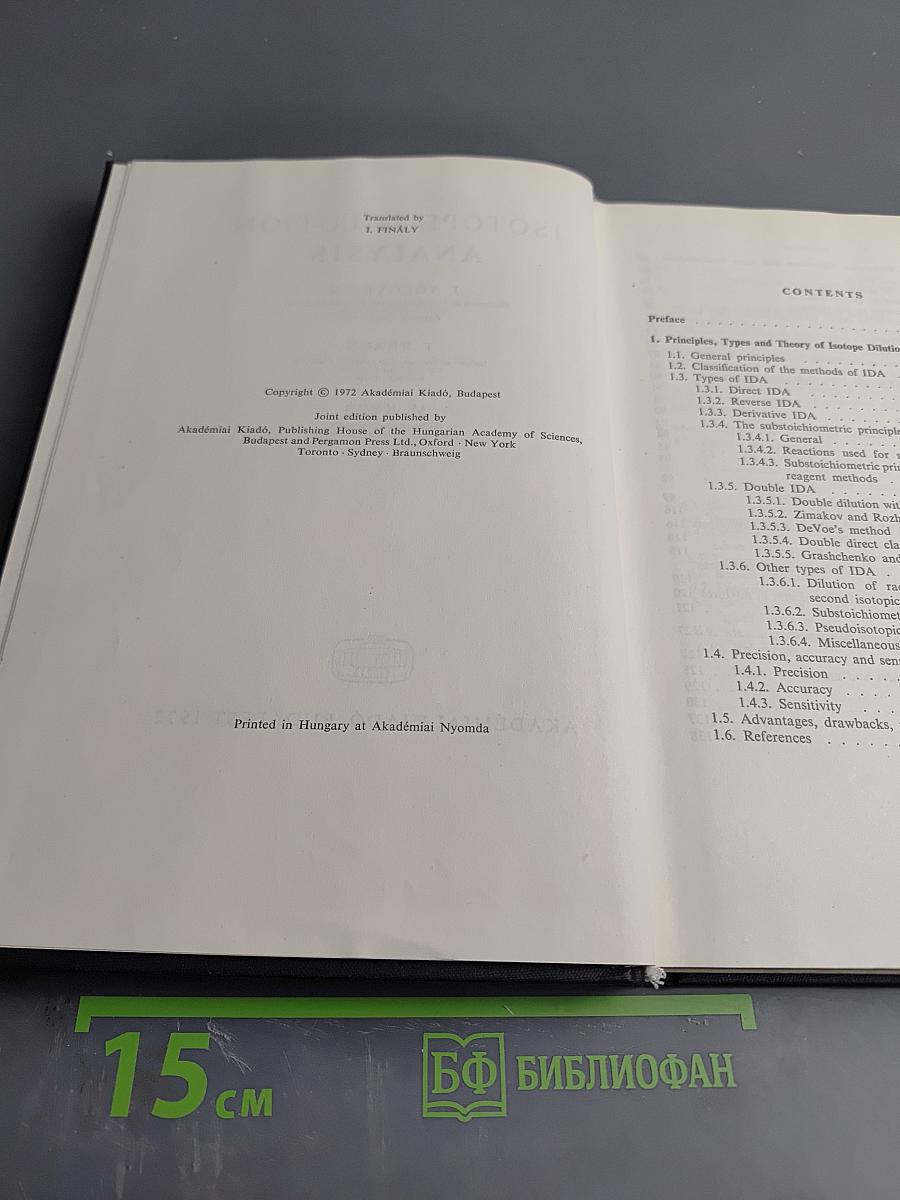 Translated by
I. FINÁLY
Copyright © 1972 Akadémiai Kiadó, Budapest
Joint edition published by
Akadémiai Kiadó, Publishing House of the Hungarian Academy of Sciences,
Budapest and Pergamon Press Ltd., Oxford · New York
Toronto · Sydney · Braunschweig
Printed in Hungary at Akadémiai Nyomda
CONTENTS
Preface . . . . . . . . . . . . . . .
1. Principles, Types and Theory of Isotope Dilutio
1.1. General principles . . . . . . . .
1.2. Classification of the methods of IDA .
1.3. Types of IDA . . . . . . . . .
1.3.1. Direct IDA . . . . . . . .
1.3.2. Reverse IDA . . . . . . .
1.3.3. Derivative IDA . . . . . .
1.3.4. The substoichiometric principle
1.3.4.1. General . . . . . .
1.3.4.2. Reactions used for s
1.3.4.3. Substoichiometric prin
reagent methods .
1.3.5. Double IDA . . . . . .
1.3.5.1. Double dilution wit
1.3.5.2. Zimakov and Rozh
1.3.5.3. DeVoe's method
1.3.5.4. Double direct cla
1.3.5.5. Grashchenko and
1.3.6. Other types of IDA .
1.3.6.1. Dilution of ra
second isotopic
1.3.6.2. Substoichiomet
1.3.6.3. Pseudoisotopic
1.3.6.4. Miscellaneous
1.4. Precision, accuracy and sens
1.4.1. Precision . . . . .
1.4.2. Accuracy . . . .
1.4.3. Sensitivity . . .
1.5. Advantages, drawbacks,
1.6. References . . . . . .
15 см
БФ БИБЛИОФАН